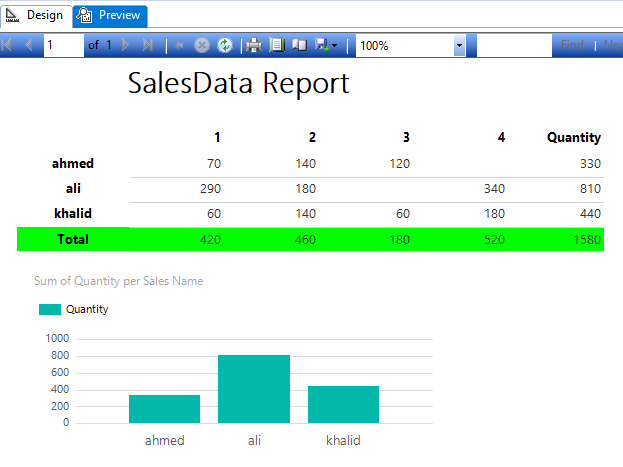 Design Preview
1 of 1 100% Find | Ne
SalesData Report
1 2 3 4 Quantity
ahmed 70 140 120 330
ali 290 180 340 810
khalid 60 140 60 180 440
Total 420 460 180 520 1580
Sum of Quantity per Sales Name
Quantity
1000
800
600
400
200
0
ahmed ali khalid